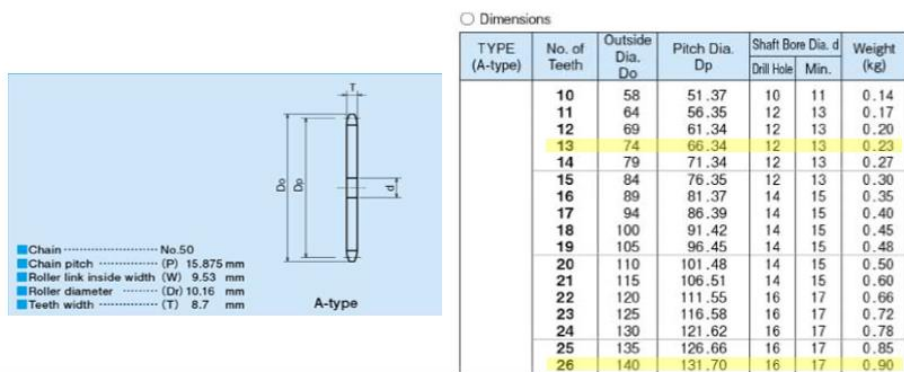 T
Do
Dp
d
Chain ------------------ No.50
Chain pitch ------------ (P) 15.875 mm
Roller link inside width (W) 9.53 mm
Roller diameter -------- (Dr) 10.16 mm
Teeth width ------------ (T) 8.7 mm
A-type
○ Dimensions
TYPE (A-type) No. of Teeth Outside Dia. Do Pitch Dia. Dp Shaft Bore Dia. d Drill Hole Min. Weight (kg)
10 58 51.37 10 11 0.14
11 64 56.35 12 13 0.17
12 69 61.34 12 13 0.20
13 74 66.34 12 13 0.23
14 79 71.34 12 13 0.27
15 84 76.35 12 13 0.30
16 89 81.37 14 15 0.35
17 94 86.39 14 15 0.40
18 100 91.42 14 15 0.45
19 105 96.45 14 15 0.48
20 110 101.48 14 15 0.50
21 115 106.51 14 15 0.60
22 120 111.55 16 17 0.66
23 125 116.58 16 17 0.72
24 130 121.62 16 17 0.78
25 135 126.66 16 17 0.85
26 140 131.70 16 17 0.90